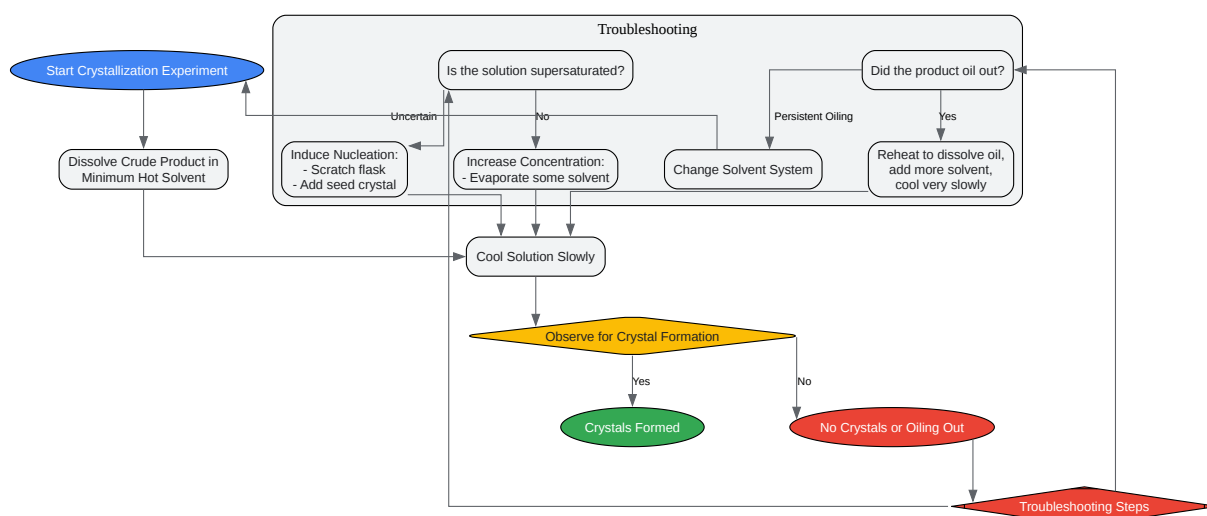 Troubleshooting
Start Crystallization Experiment
Is the solution supersaturated?
Did the product oil out?
Uncertain
No
Persistent Oiling
Yes
Dissolve Crude Product in
Minimum Hot Solvent
Induce Nucleation:
- Scratch flask
- Add seed crystal
Increase Concentration:
- Evaporate some solvent
Change Solvent System
Reheat to dissolve oil,
add more solvent,
cool very slowly
Cool Solution Slowly
Observe for Crystal Formation
Yes
No
Crystals Formed
No Crystals or Oiling Out
Troubleshooting Steps